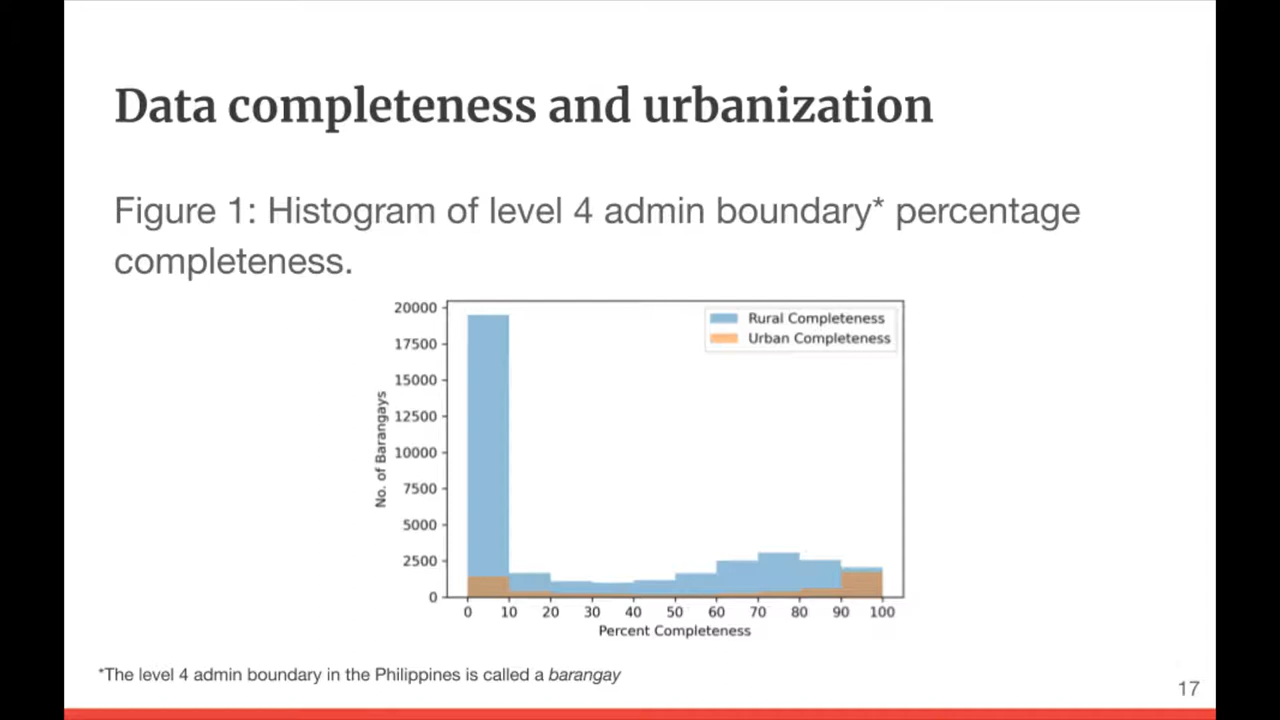 Data completeness and urbanization
Figure 1: Histogram of level 4 admin boundary* percentage
completeness.
20000
17500
15000
12500
10000
7500
5000
2500
0
No. of Barangays
Rural Completeness
Urban Completeness
0 10 20 30 40 50 60 70 80 90 100
Percent Completeness
*The level 4 admin boundary in the Philippines is called a barangay
17